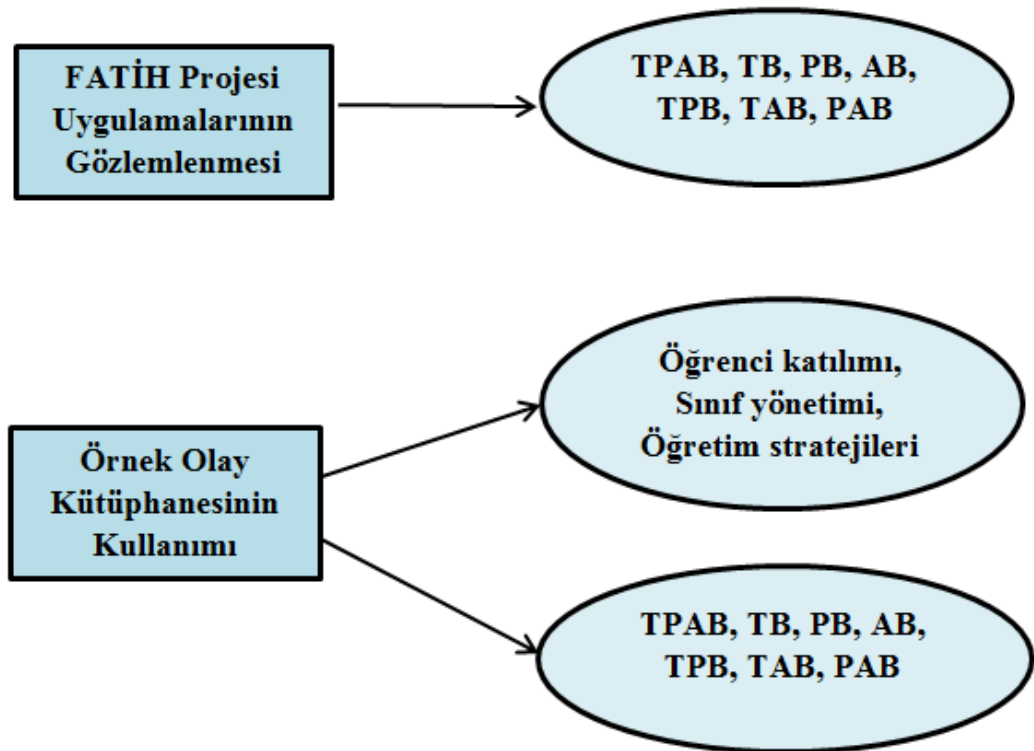 FATİH Projesi
Uygulamalarının
Gözlemlenmesi
TPAB, TB, PB, AB,
TPB, TAB, PAB
Örnek Olay
Kütüphanesinin
Kullanımı
Öğrenci katılımı,
Sınıf yönetimi,
Öğretim stratejileri
TPAB, TB, PB, AB,
TPB, TAB, PAB